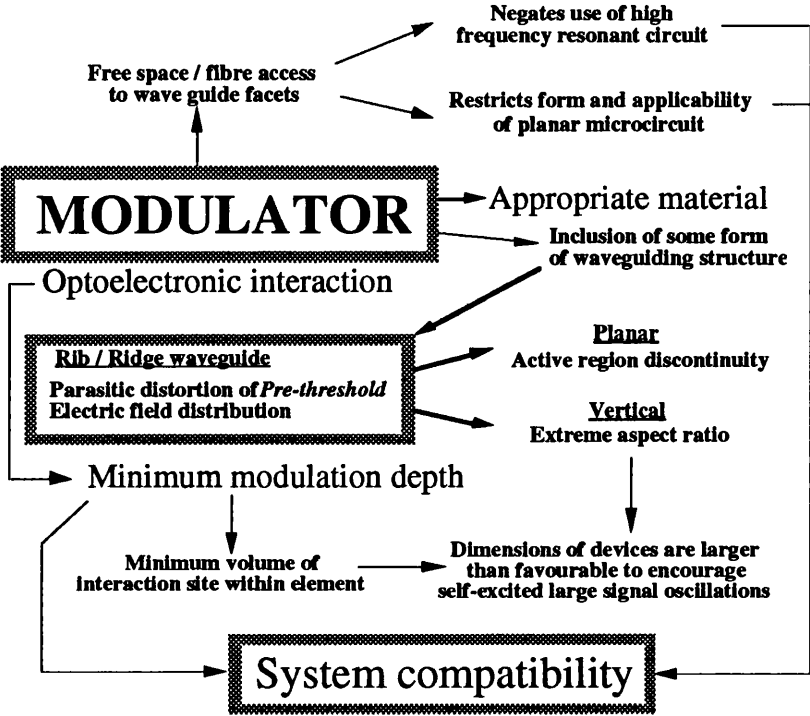 Negates use of high
frequency resonant circuit
Free space / fibre access
to wave guide facets
Restricts form and applicability
of planar microcircuit
MODULATOR
Appropriate material
Inclusion of some form
of waveguiding structure
Optoelectronic interaction
Rib / Ridge waveguide
Parasitic distortion of Pre-threshold
Electric field distribution
Planar
Active region discontinuity
Vertical
Extreme aspect ratio
Minimum modulation depth
Minimum volume of
interaction site within element
Dimensions of devices are larger
than favourable to encourage
self-excited large signal oscillations
System compatibility